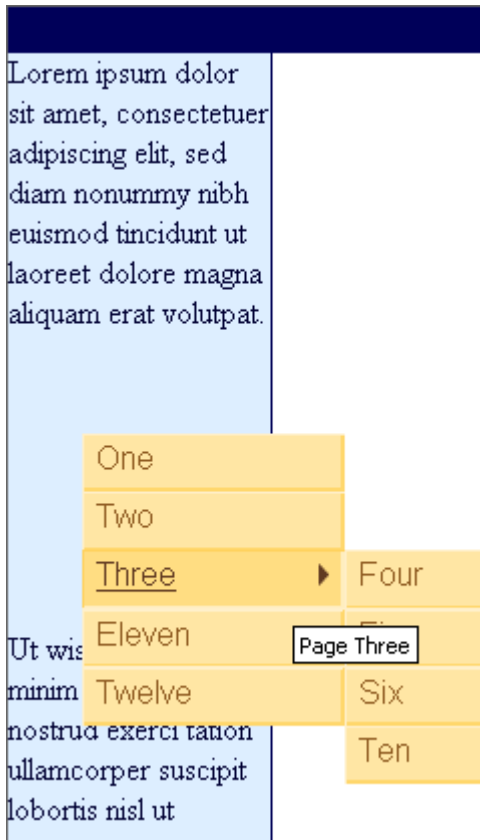 Lorem ipsum dolor
sit amet, consectetuer
adipiscing elit, sed
diam nonummy nibh
euismod tincidunt ut
laoreet dolore magna
aliquam erat volutpat.
One
Two
Three
Four
Eleven
Page Three
Twelve
Six
Ten
Ut
minim
nostrud exerci tation
ullamcorper suscipit
lobortis nisl ut